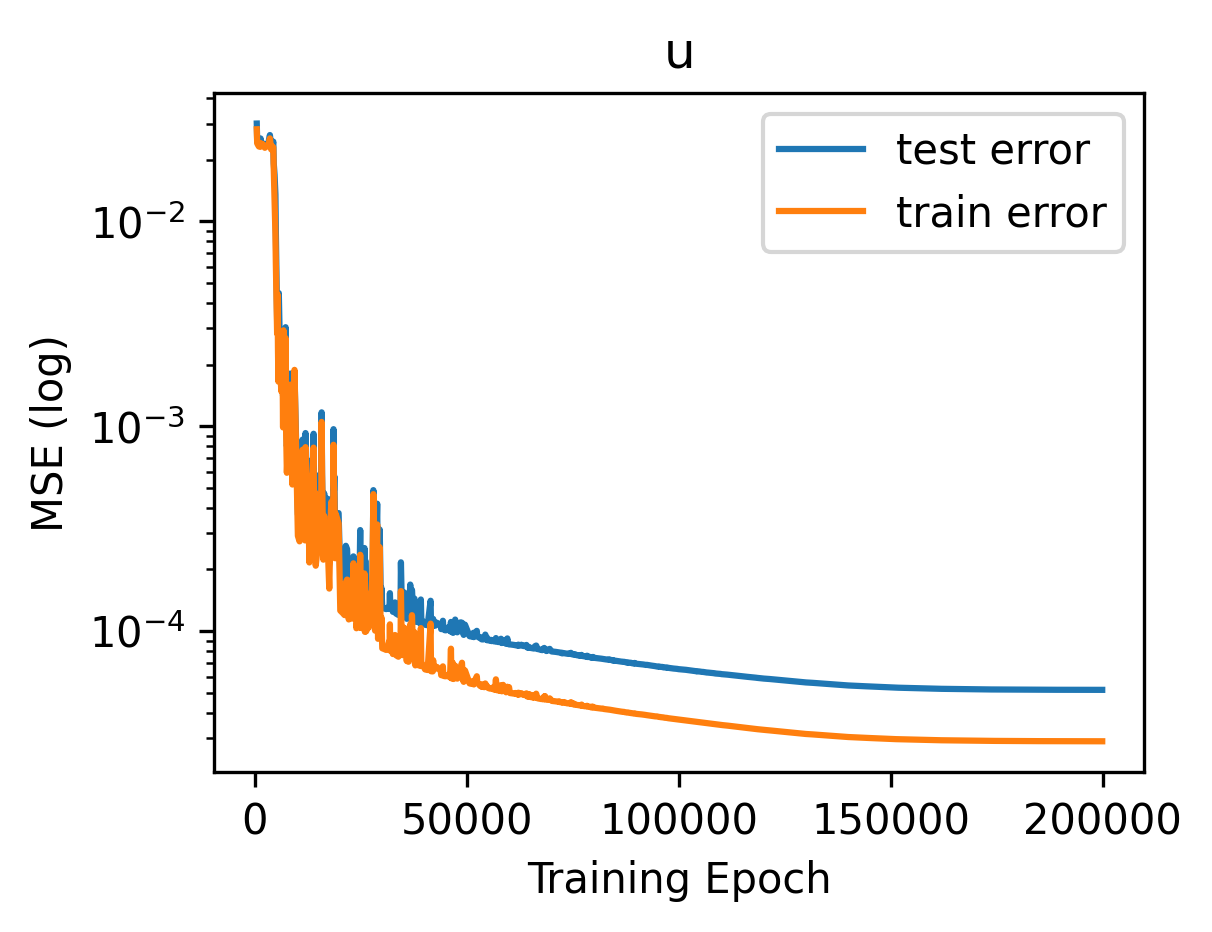 u
test error
train error
10⁻²
10⁻³
10⁻⁴
MSE (log)
0 50000 100000 150000 200000
Training Epoch